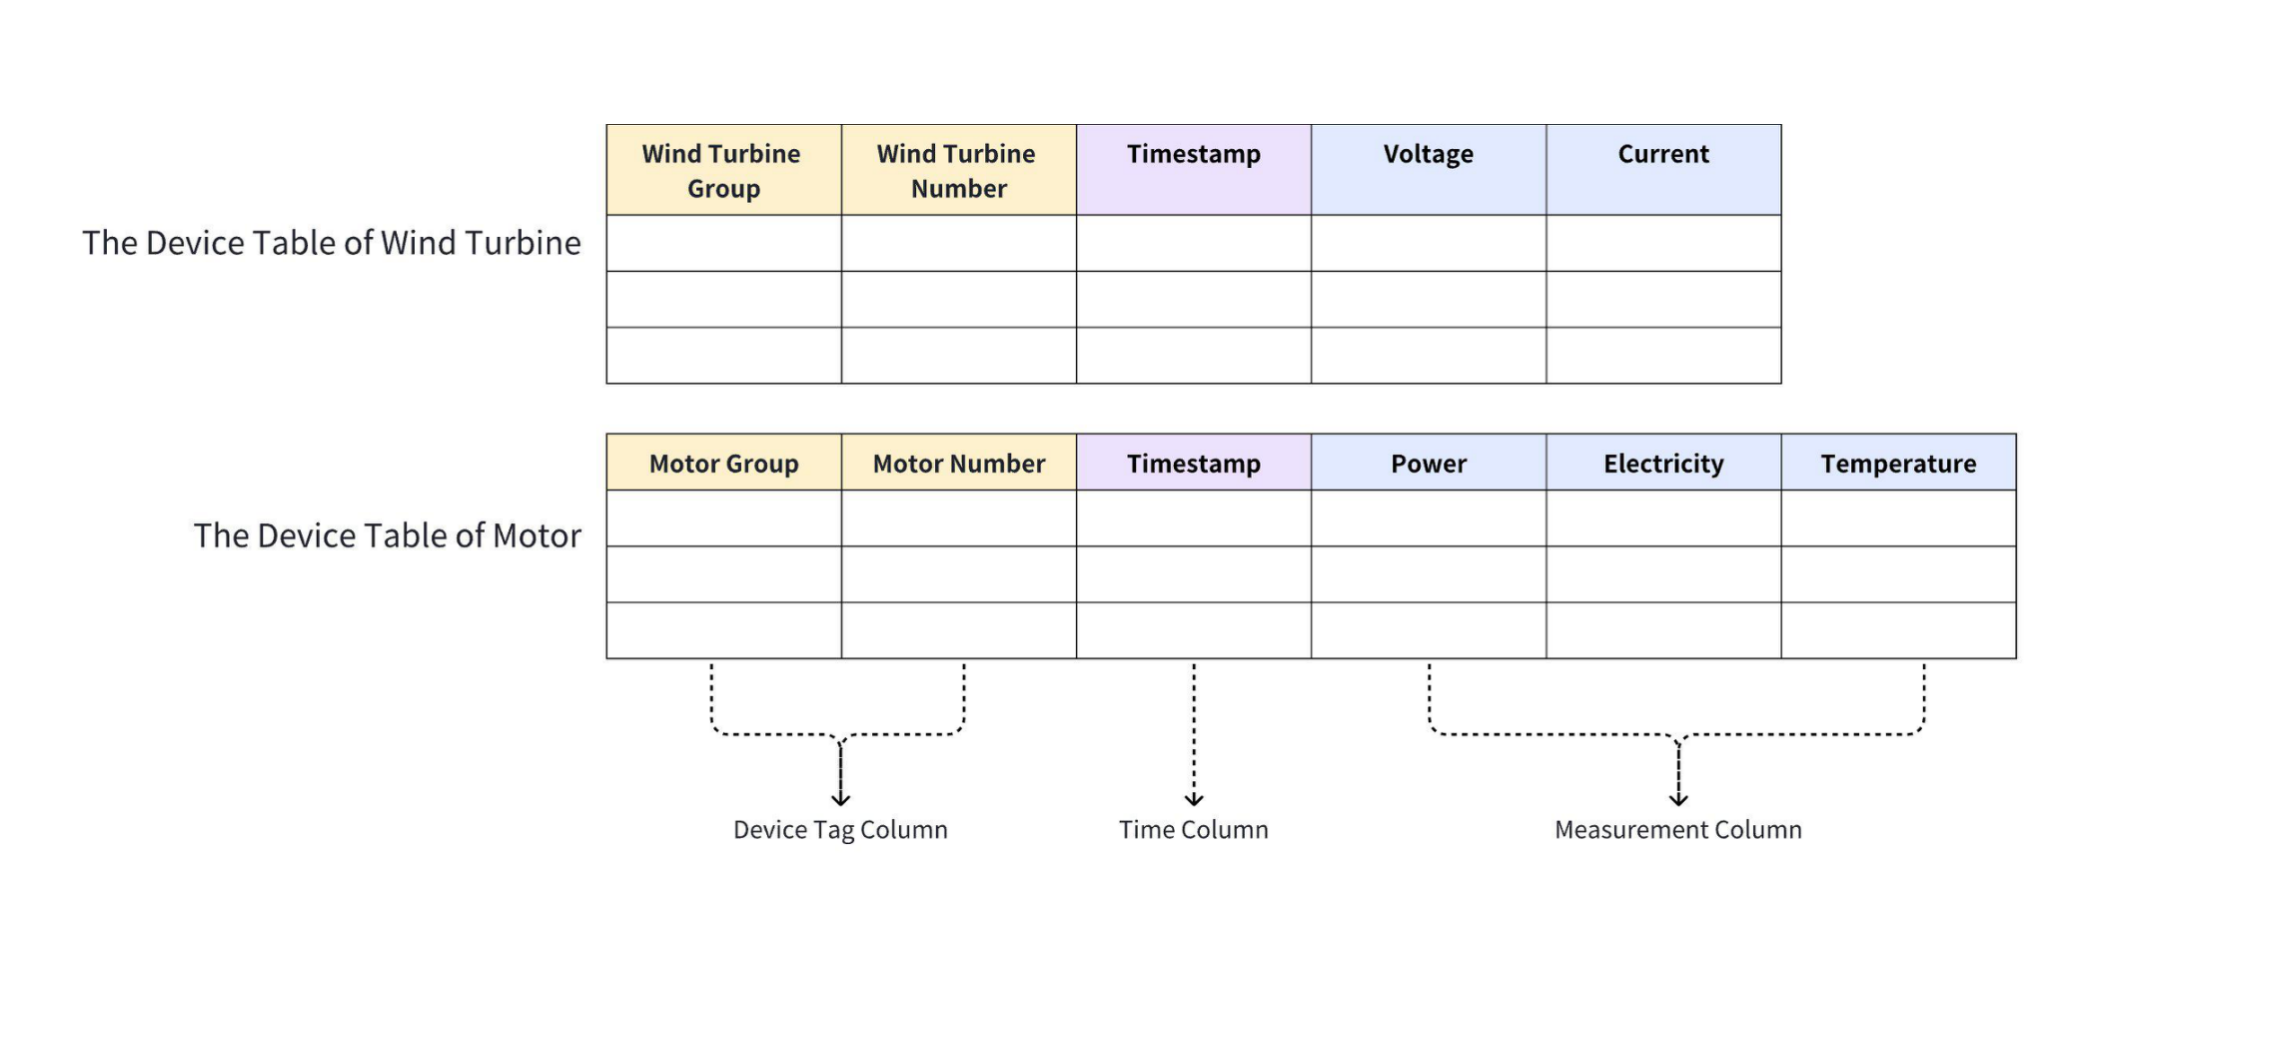 Wind Turbine
Group
Wind Turbine
Number
Timestamp
Voltage
Current
The Device Table of Wind Turbine
Motor Group
Motor Number
Timestamp
Power
Electricity
Temperature
The Device Table of Motor
Device Tag Column
Time Column
Measurement Column